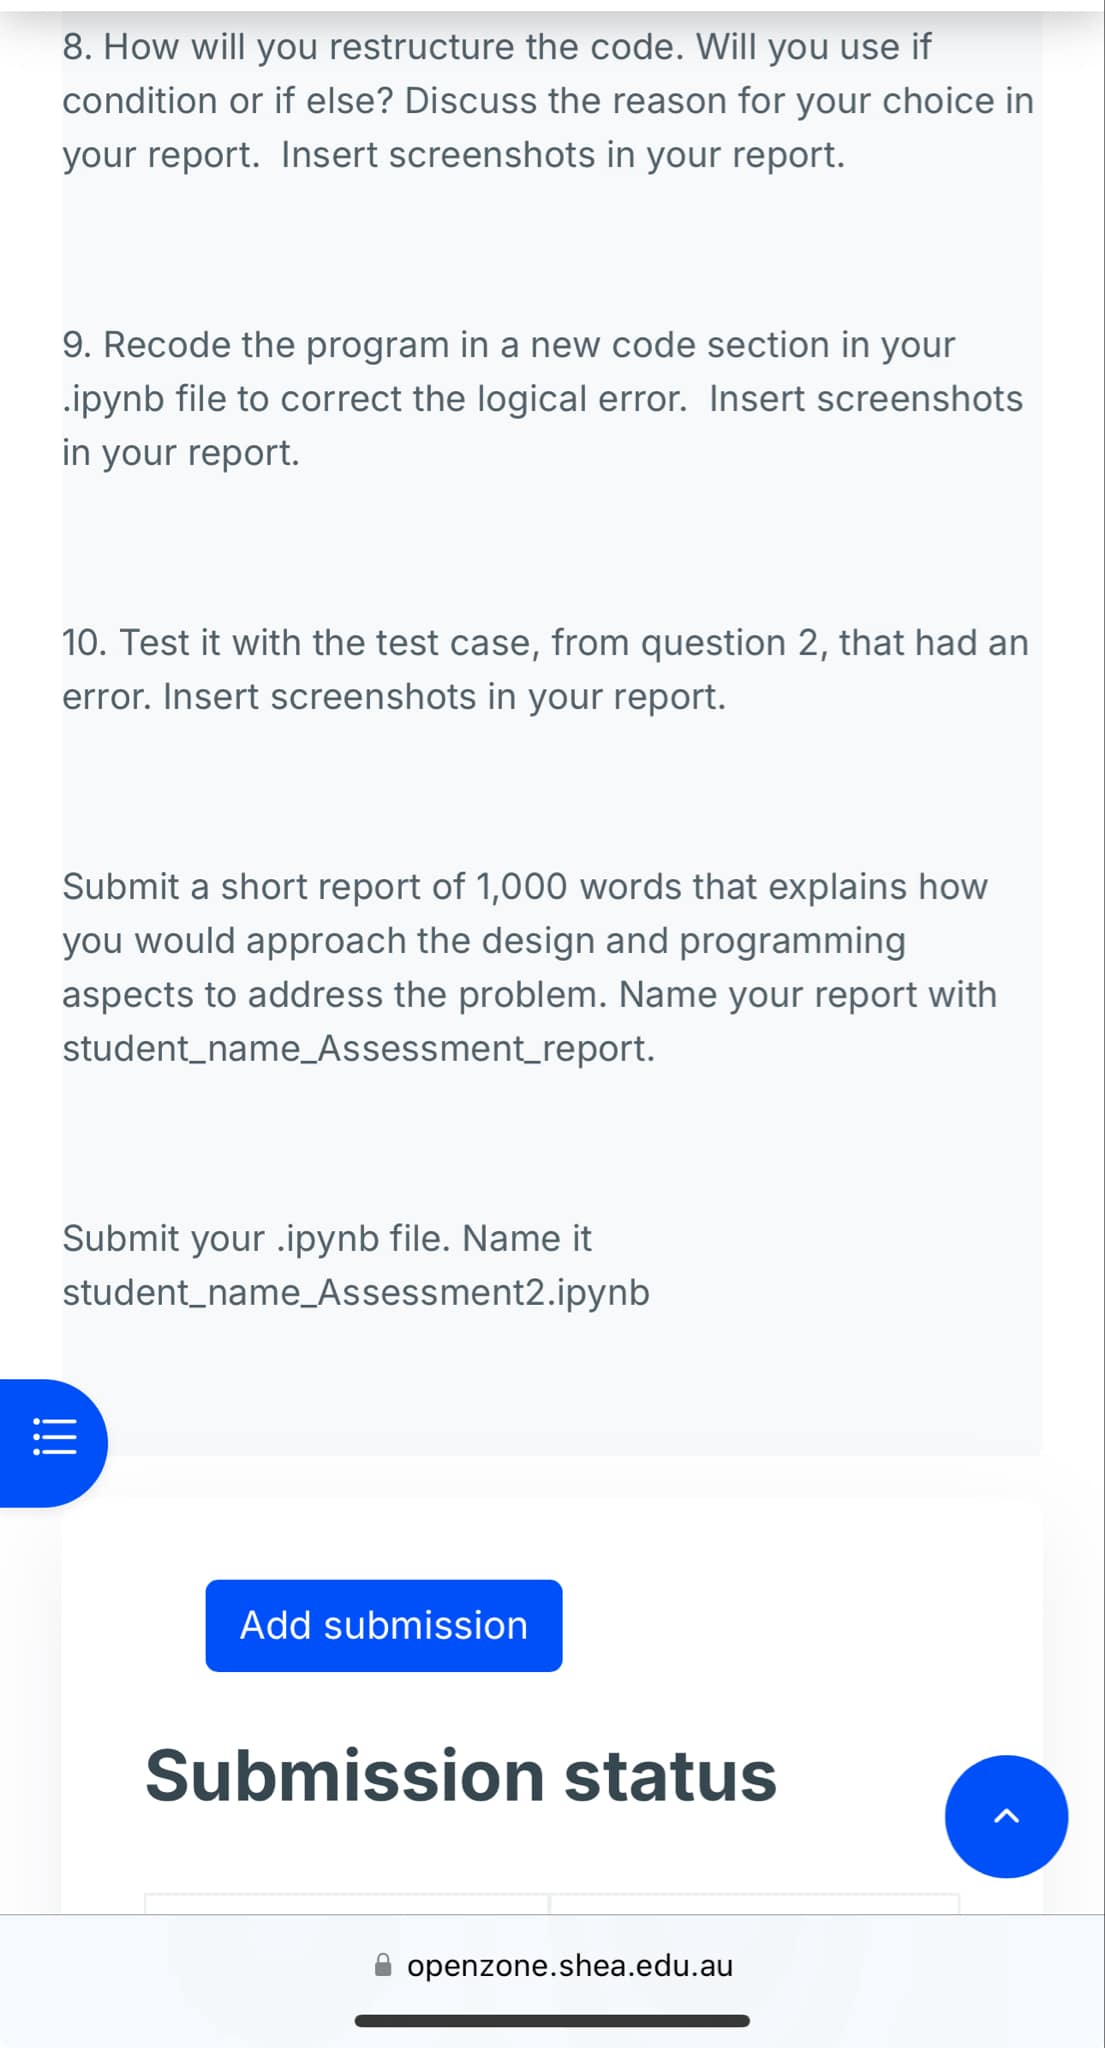 8. How will you restructure the code. Will you use if
condition or if else? Discuss the reason for your choice in
your report.  Insert screenshots in your report.
9. Recode the program in a new code section in your
.ipynb file to correct the logical error.  Insert screenshots
in your report.
10. Test it with the test case, from question 2, that had an
error. Insert screenshots in your report.
Submit a short report of 1,000 words that explains how
you would approach the design and programming
aspects to address the problem. Name your report with
student_name_Assessment_report.
Submit your .ipynb file. Name it
student_name_Assessment2.ipynb
Add submission
Submission status
openzone.shea.edu.au